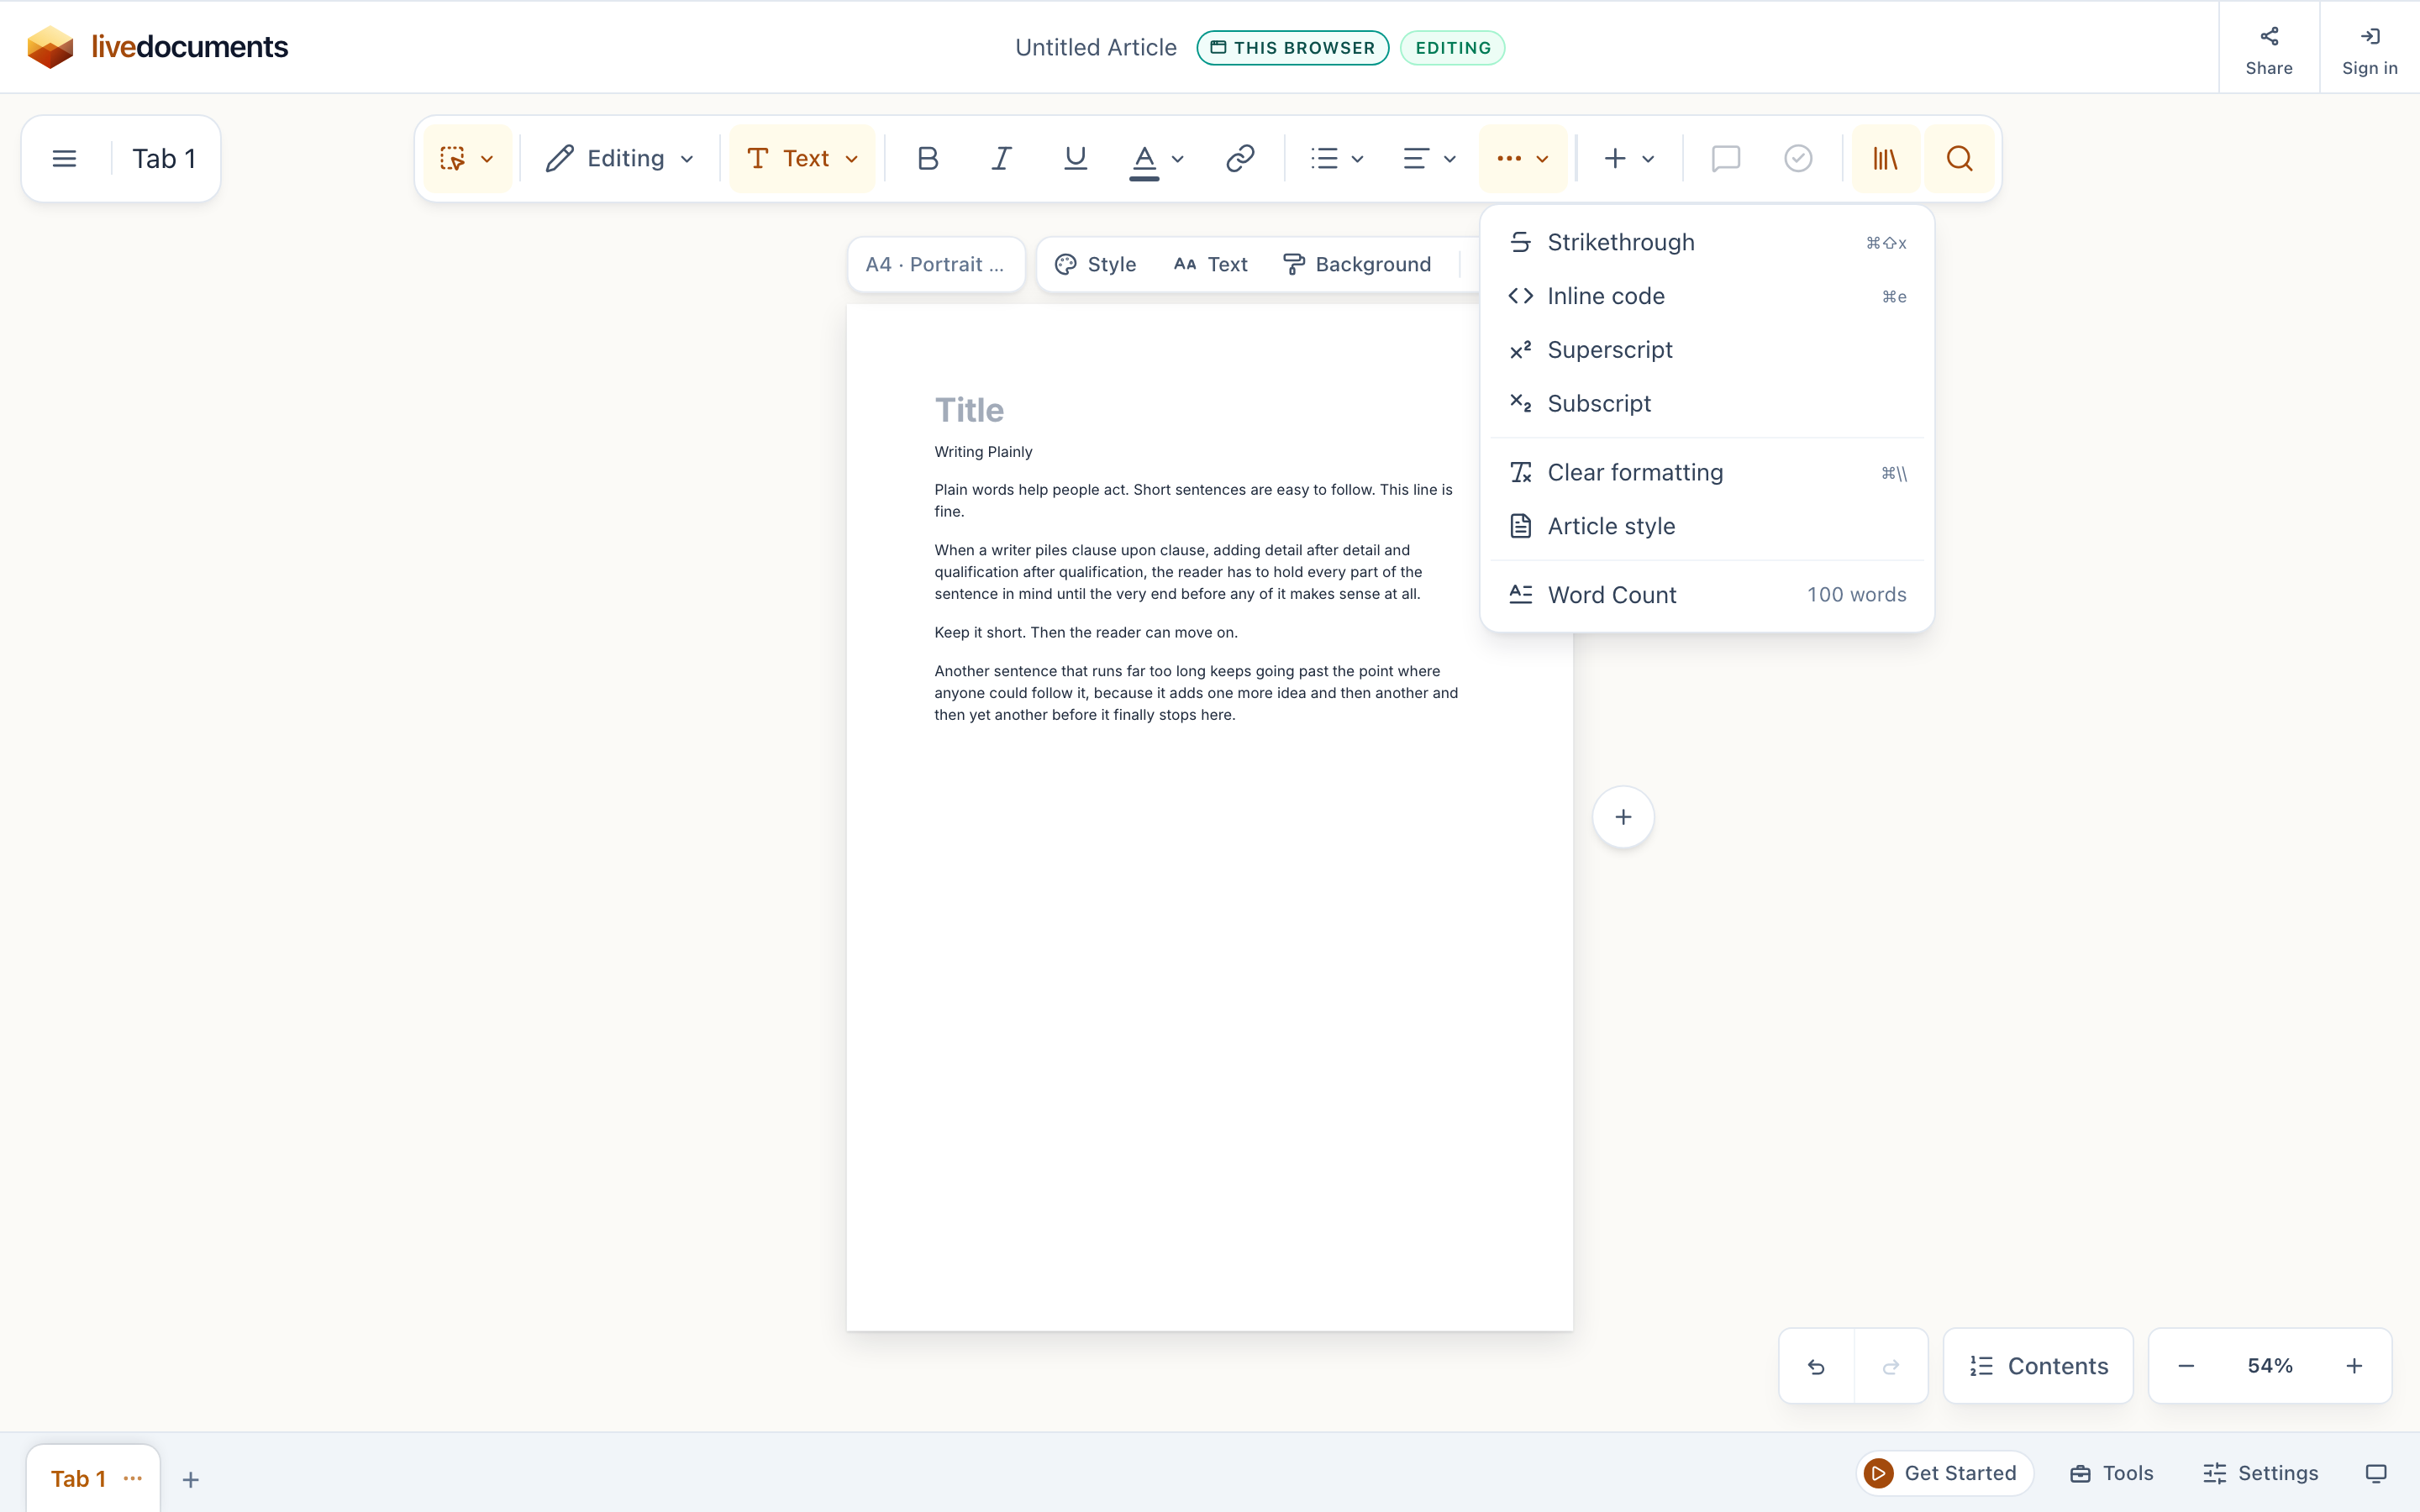 livedocuments
Untitled Article
THIS BROWSER
EDITING
Share
Sign in
Tab 1
Editing
Text
A4 · Portrait ...
Style
Text
Background
Strikethrough ⌘⇧x
Inline code ⌘e
Superscript
Subscript
Clear formatting ⌘\\
Article style
Word Count 100 words
Title
Writing Plainly
Plain words help people act. Short sentences are easy to follow. This line is
fine.
When a writer piles clause upon clause, adding detail after detail and
qualification after qualification, the reader has to hold every part of the
sentence in mind until the very end before any of it makes sense at all.
Keep it short. Then the reader can move on.
Another sentence that runs far too long keeps going past the point where
anyone could follow it, because it adds one more idea and then another and
then yet another before it finally stops here.
Contents
54%
Tab 1
Get Started
Tools
Settings